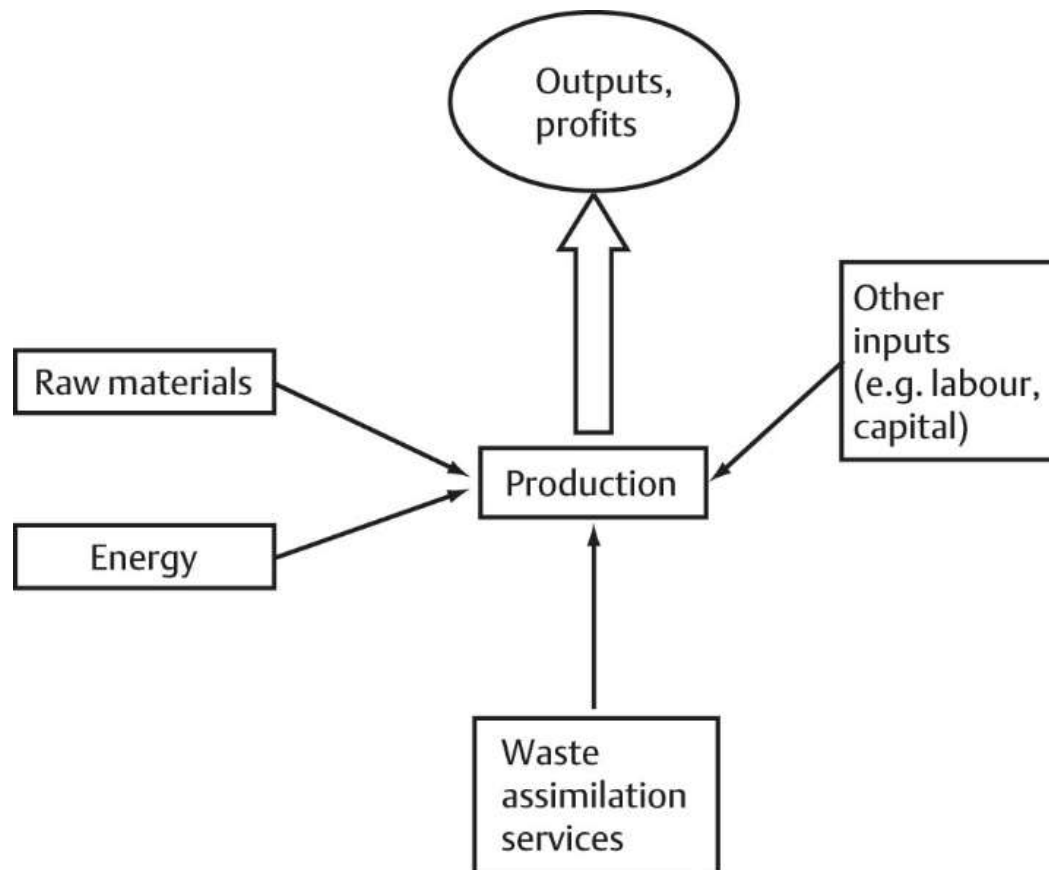 Outputs,
profits
Other
inputs
(e.g. labour,
capital)
Raw materials
Production
Energy
Waste
assimilation
services